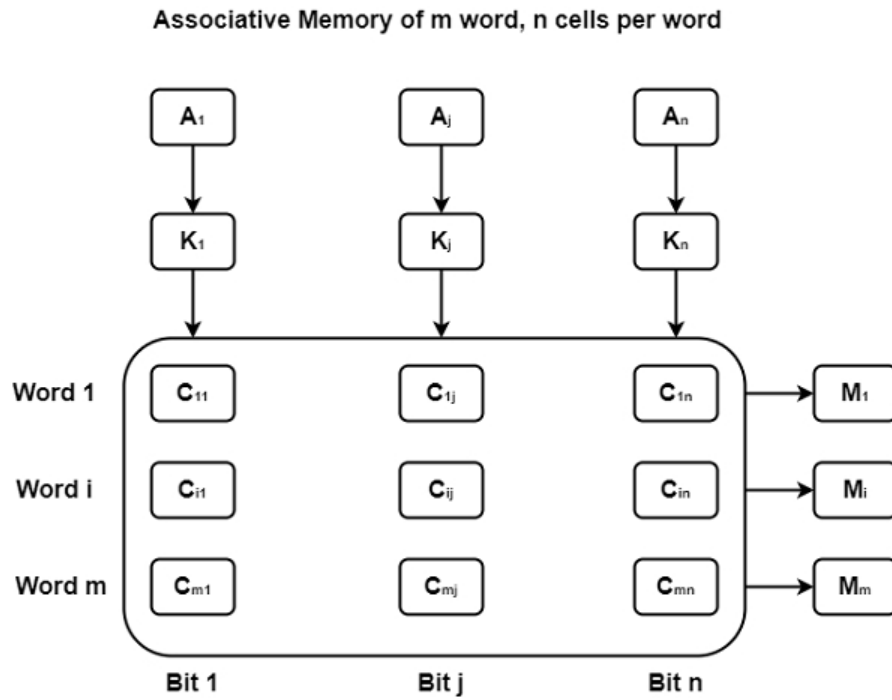 Associative Memory of m word, n cells per word
A1 Aj An
K1 Kj Kn
Word 1 C11 C1j C1n M1
Word i Ci1 Cij Cin Mi
Word m Cm1 Cmj Cmn Mm
Bit 1 Bit j Bit n